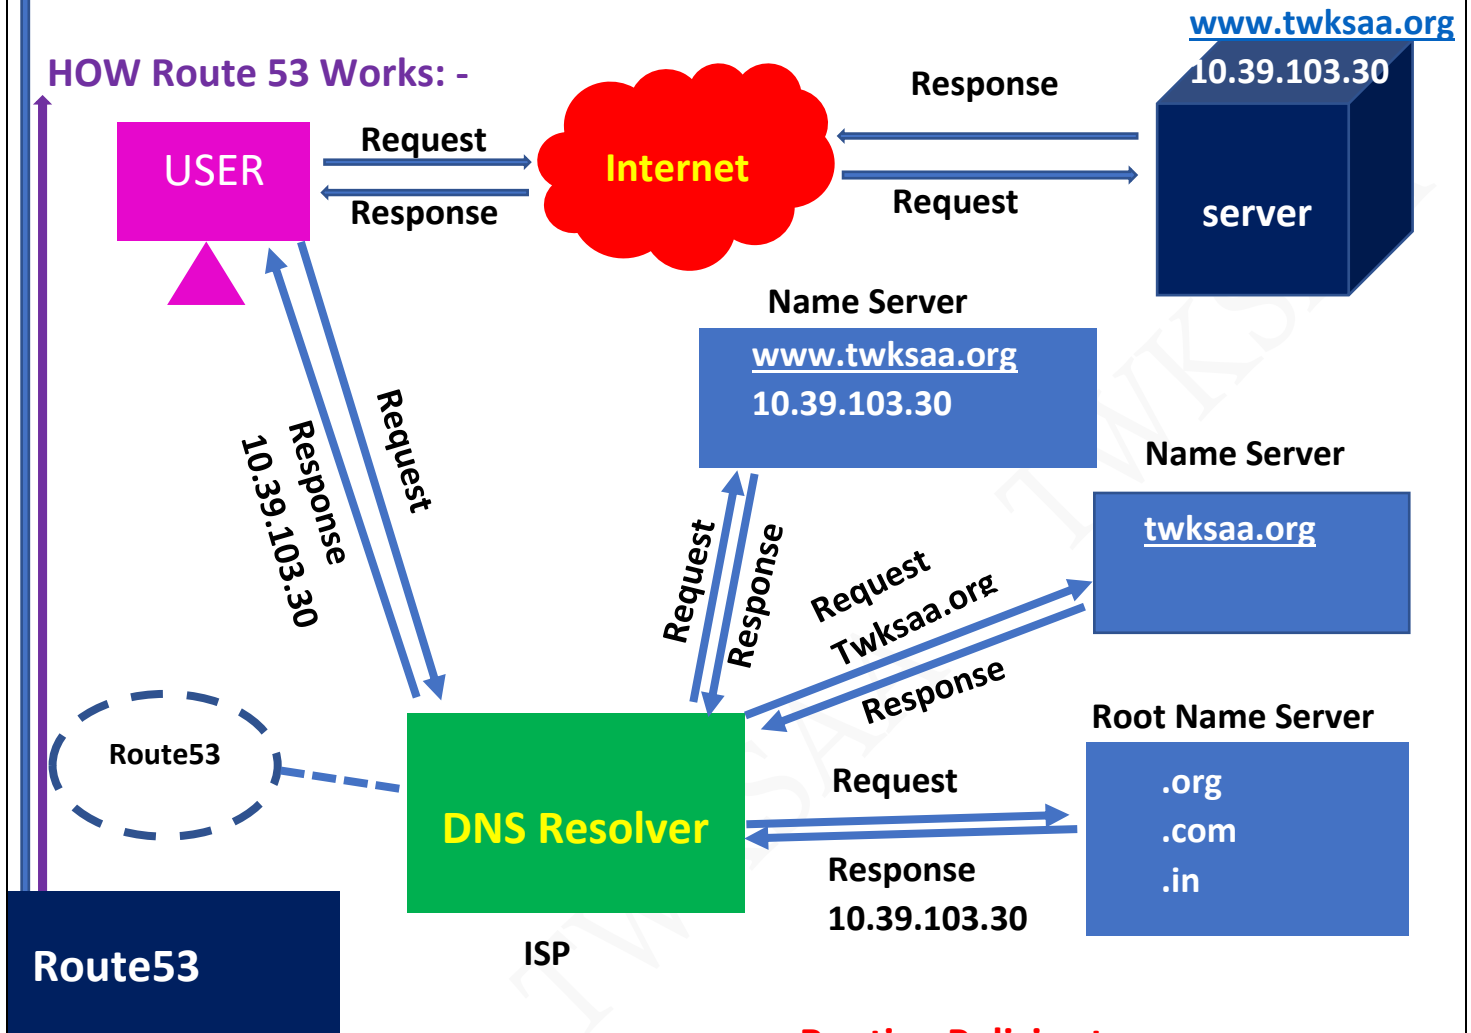 www.twksaa.org
HOW Route 53 Works: -
10.39.103.30
Response
Request
USER
Internet
Response
Request
server
Name Server
www.twksaa.org
10.39.103.30
Request
Response
10.39.103.30
Name Server
twksaa.org
Request
Response
Request
Twksaa.org
Response
Root Name Server
Route53
.org
.com
.in
Request
DNS Resolver
Response
10.39.103.30
ISP
Route53